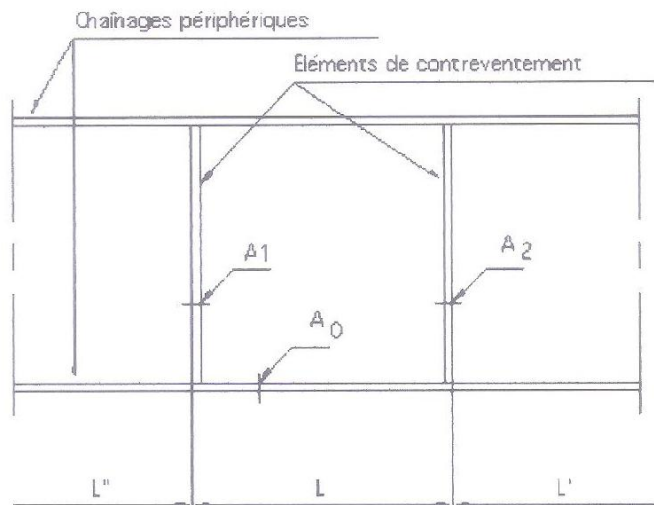 Chaînages périphériques
Eléments de contreventement
A1
A2
A0
L"
L
L'